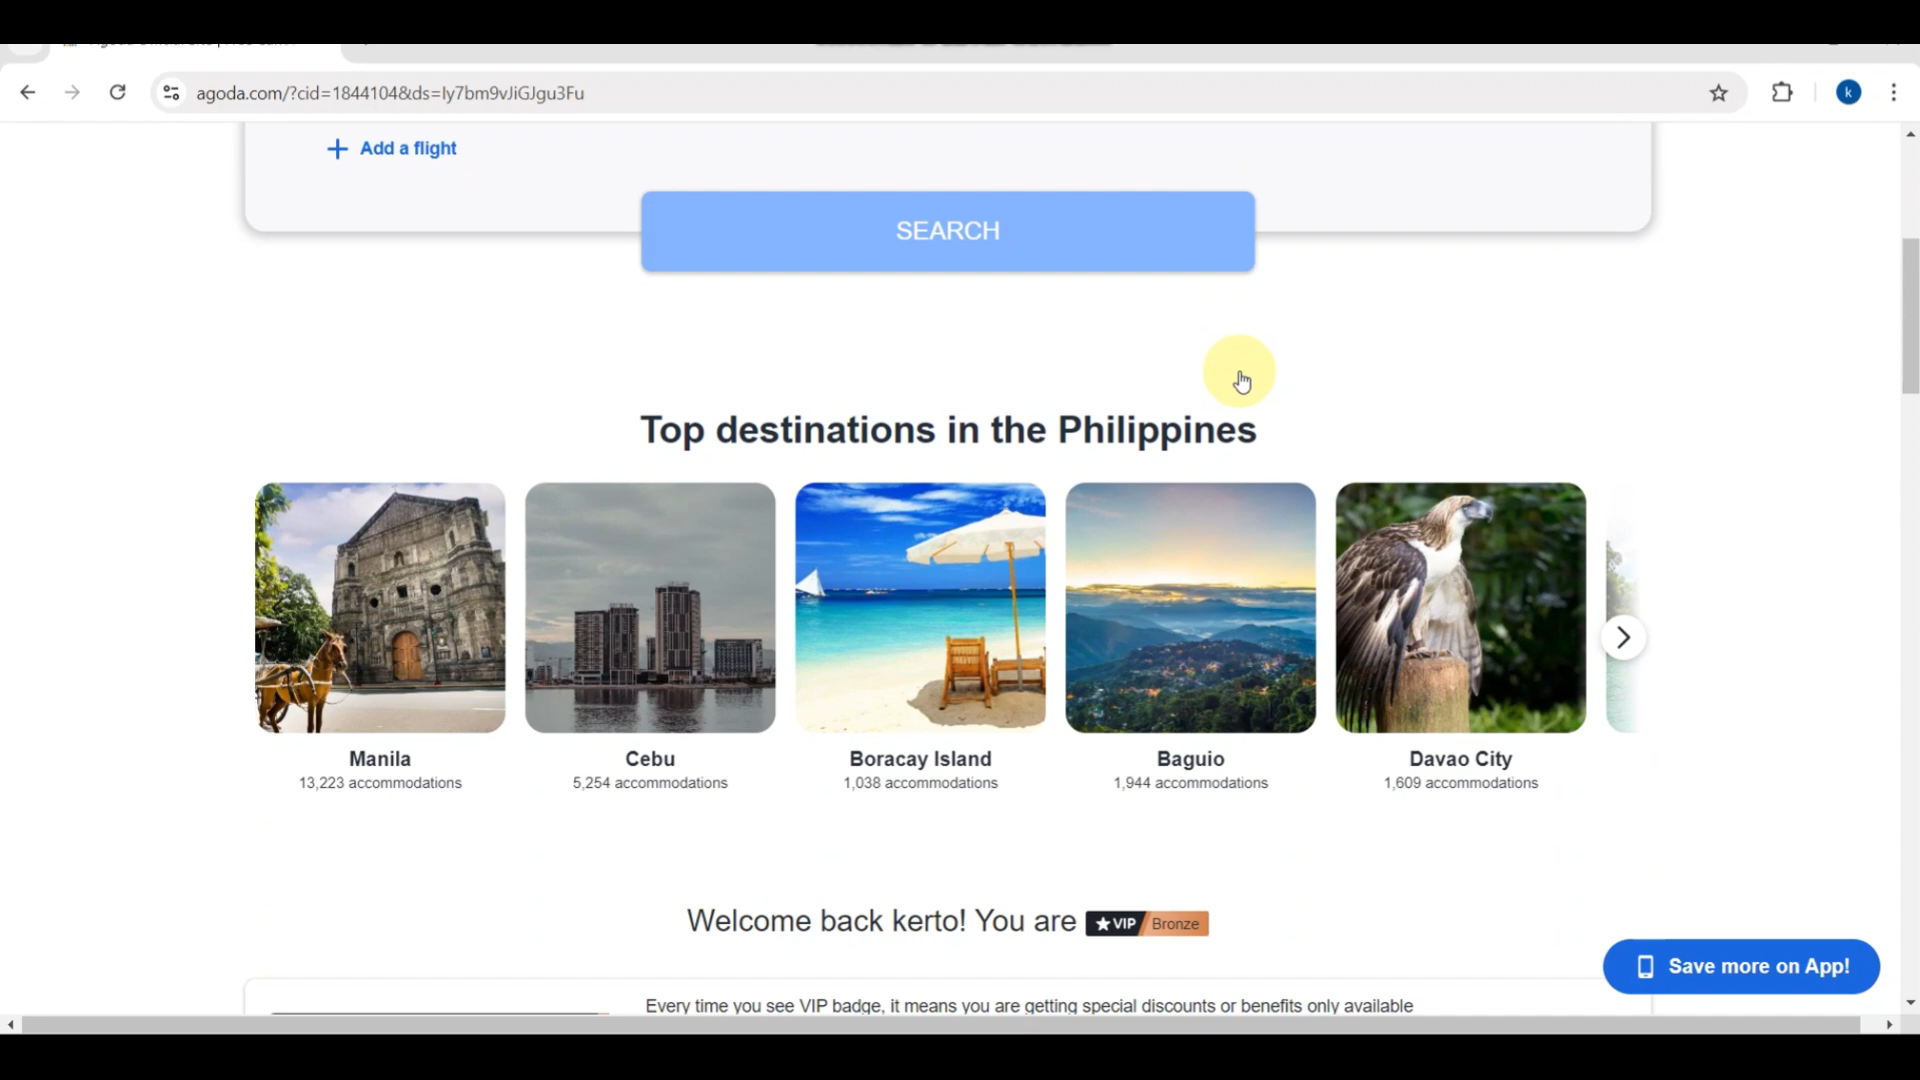 agoda.com/?cid=1844104&ds=Iy7bm9vJiGJgu3Fu
k
Add a flight
SEARCH
Top destinations in the Philippines
Manila
13,223 accommodations
Cebu
5,254 accommodations
Boracay Island
1,038 accommodations
Baguio
1,944 accommodations
Davao City
1,609 accommodations
Welcome back kerto! You are VIP Bronze
Save more on App!
Every time you see VIP badge, it means you are getting special discounts or benefits only available